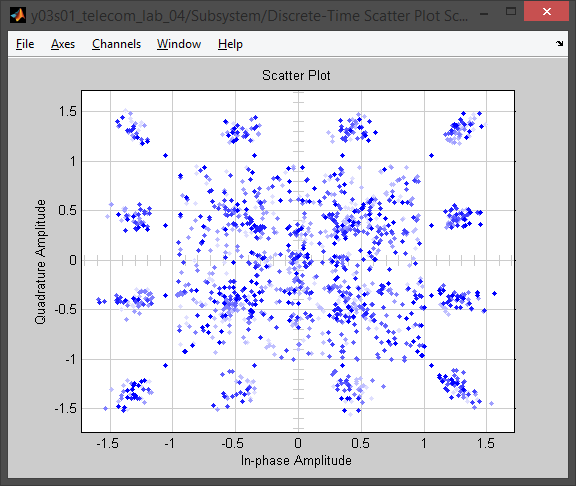 y03s01_telecom_lab_04/Subsystem/Discrete-Time Scatter Plot Sc...
File Axes Channels Window Help
Scatter Plot
Quadrature Amplitude
1.5
1
0.5
0
-0.5
-1
-1.5
-1.5 -1 -0.5 0 0.5 1 1.5
In-phase Amplitude